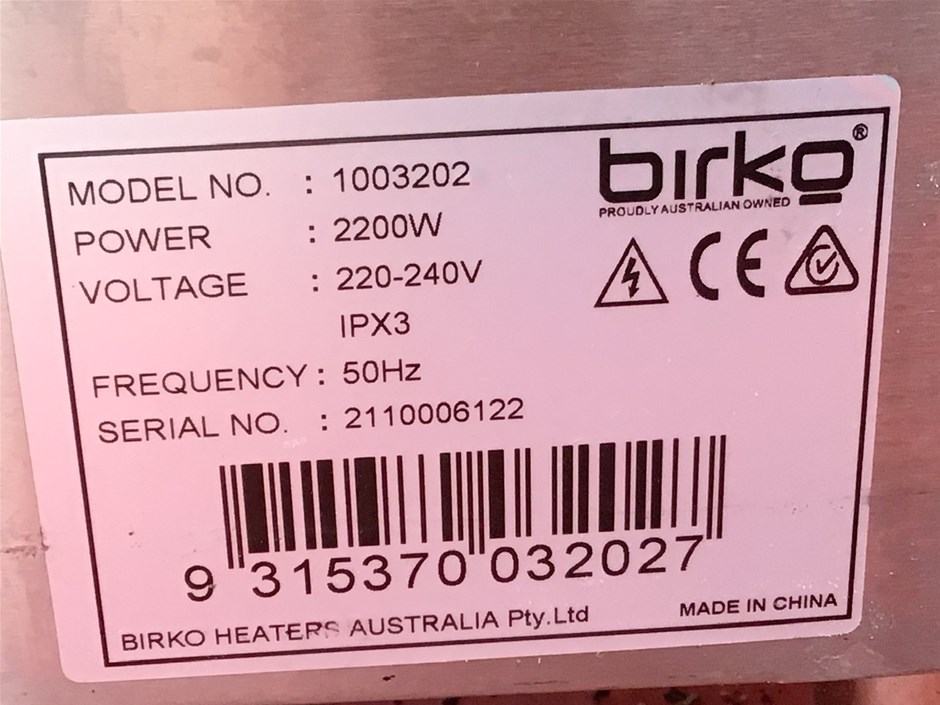 birko®
PROUDLY AUSTRALIAN OWNED
MODEL NO. : 1003202
POWER : 2200W
VOLTAGE : 220-240V
IPX3
FREQUENCY : 50Hz
SERIAL NO. : 2110006122
CE
9 315370 032027
BIRKO HEATERS AUSTRALIA Pty.Ltd
MADE IN CHINA